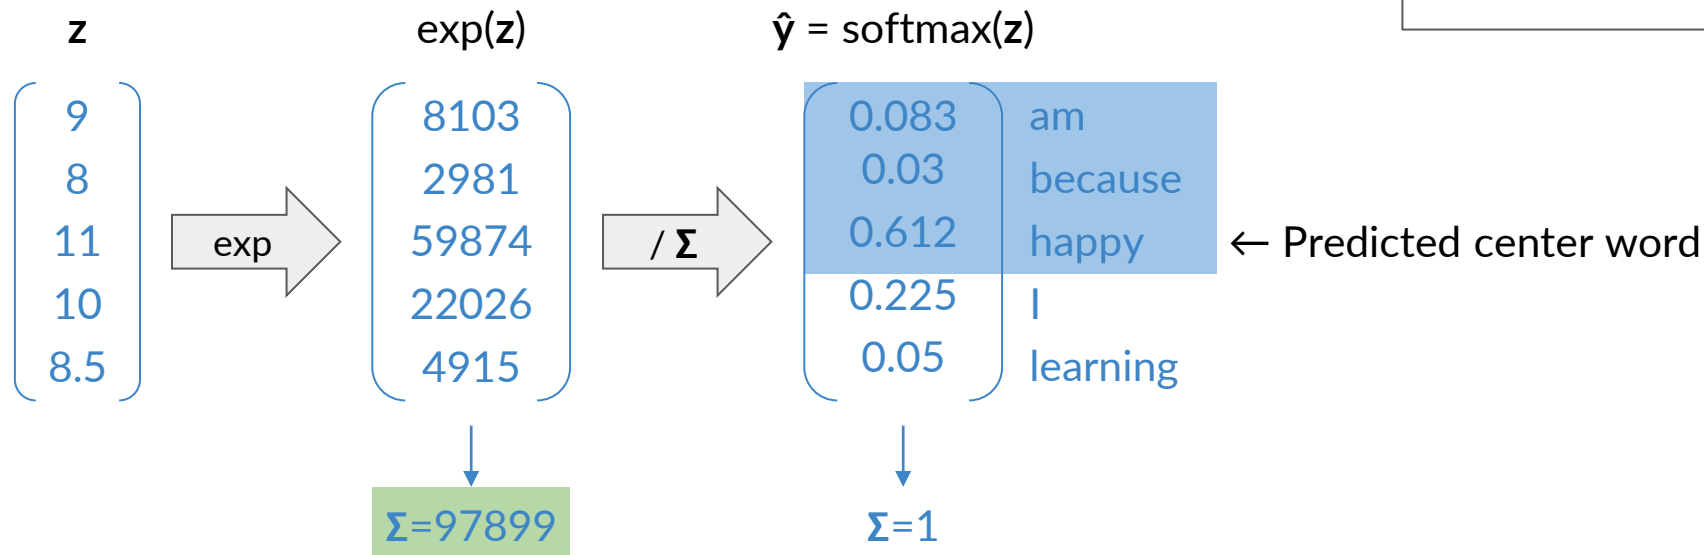 z exp(z) ŷ = softmax(z)
9 8103 0.083 am
8 2981 0.03 because
11 exp 59874 / Σ 0.612 happy ← Predicted center word
10 22026 0.225 I
8.5 4915 0.05 learning
Σ=97899 Σ=1